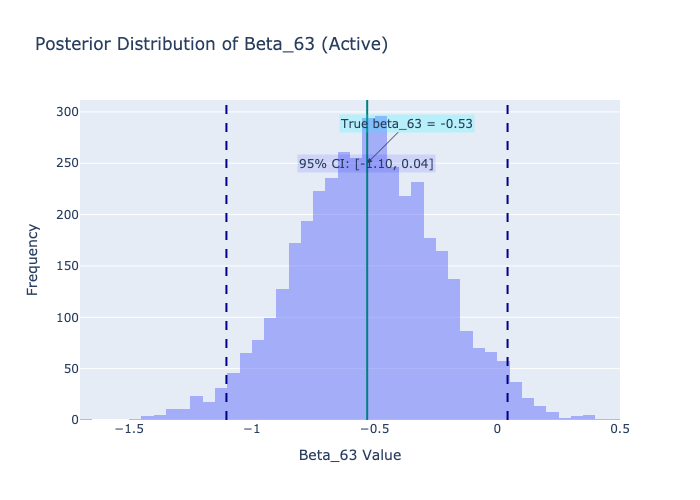 Posterior Distribution of Beta_63 (Active)
300
True beta_63 = -0.53
250
95% CI: [-1.10, 0.04]
200
150
100
50
0
Frequency
−1.5
−1
−0.5
0
0.5
Beta_63 Value